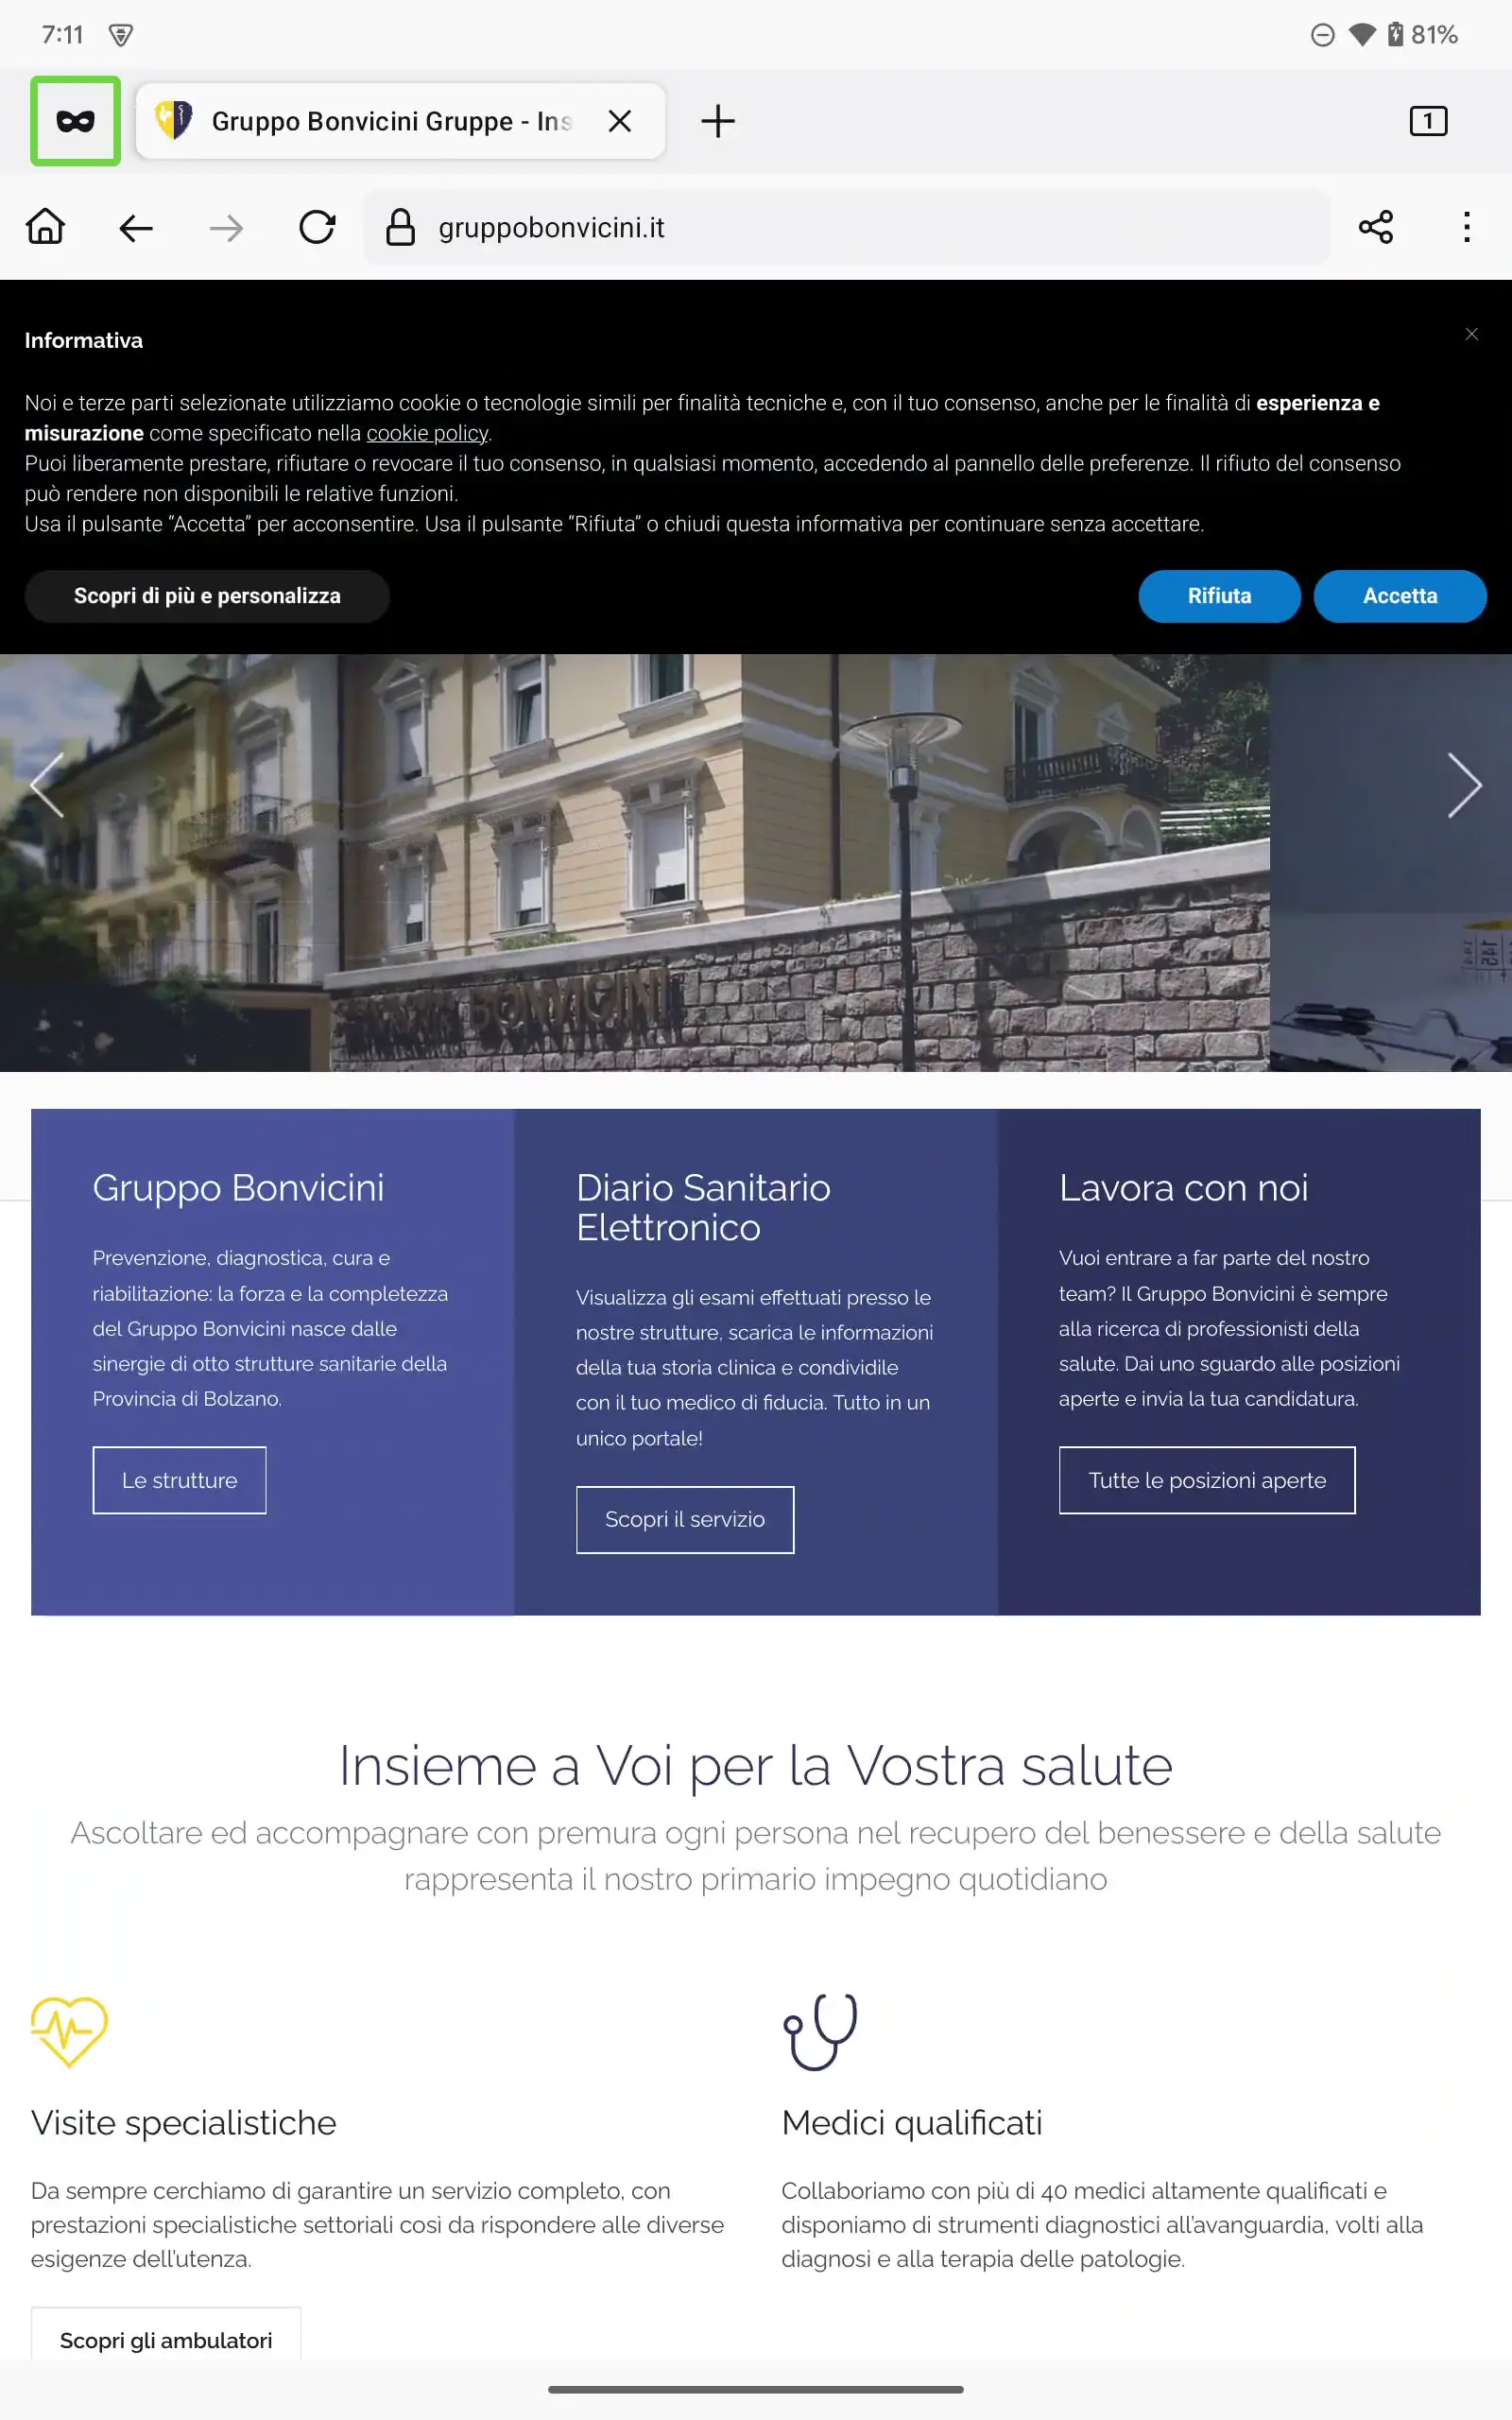 7:11
81%
Gruppo Bonvicini Gruppe - Ins
1
gruppobonvicini.it
Informativa
Noi e terze parti selezionate utilizziamo cookie o tecnologie simili per finalità tecniche e, con il tuo consenso, anche per le finalità di esperienza e
misurazione come specificato nella cookie policy.
Puoi liberamente prestare, rifiutare o revocare il tuo consenso, in qualsiasi momento, accedendo al pannello delle preferenze. Il rifiuto del consenso
può rendere non disponibili le relative funzioni.
Usa il pulsante “Accetta” per acconsentire. Usa il pulsante “Rifiuta” o chiudi questa informativa per continuare senza accettare.
Scopri di più e personalizza
Rifiuta
Accetta
BONVICINI
Gruppo Bonvicini
Prevenzione, diagnostica, cura e
riabilitazione: la forza e la completezza
del Gruppo Bonvicini nasce dalle
sinergie di otto strutture sanitarie della
Provincia di Bolzano.
Le strutture
Diario Sanitario
Elettronico
Visualizza gli esami effettuati presso le
nostre strutture, scarica le informazioni
della tua storia clinica e condividile
con il tuo medico di fiducia. Tutto in un
unico portale!
Scopri il servizio
Lavora con noi
Vuoi entrare a far parte del nostro
team? Il Gruppo Bonvicini è sempre
alla ricerca di professionisti della
salute. Dai uno sguardo alle posizioni
aperte e invia la tua candidatura.
Tutte le posizioni aperte
Insieme a Voi per la Vostra salute
Ascoltare ed accompagnare con premura ogni persona nel recupero del benessere e della salute
rappresenta il nostro primario impegno quotidiano
Visite specialistiche
Da sempre cerchiamo di garantire un servizio completo, con
prestazioni specialistiche settoriali così da rispondere alle diverse
esigenze dell'utenza.
Scopri gli ambulatori
Medici qualificati
Collaboriamo con più di 40 medici altamente qualificati e
disponiamo di strumenti diagnostici all'avanguardia, volti alla
diagnosi e alla terapia delle patologie.